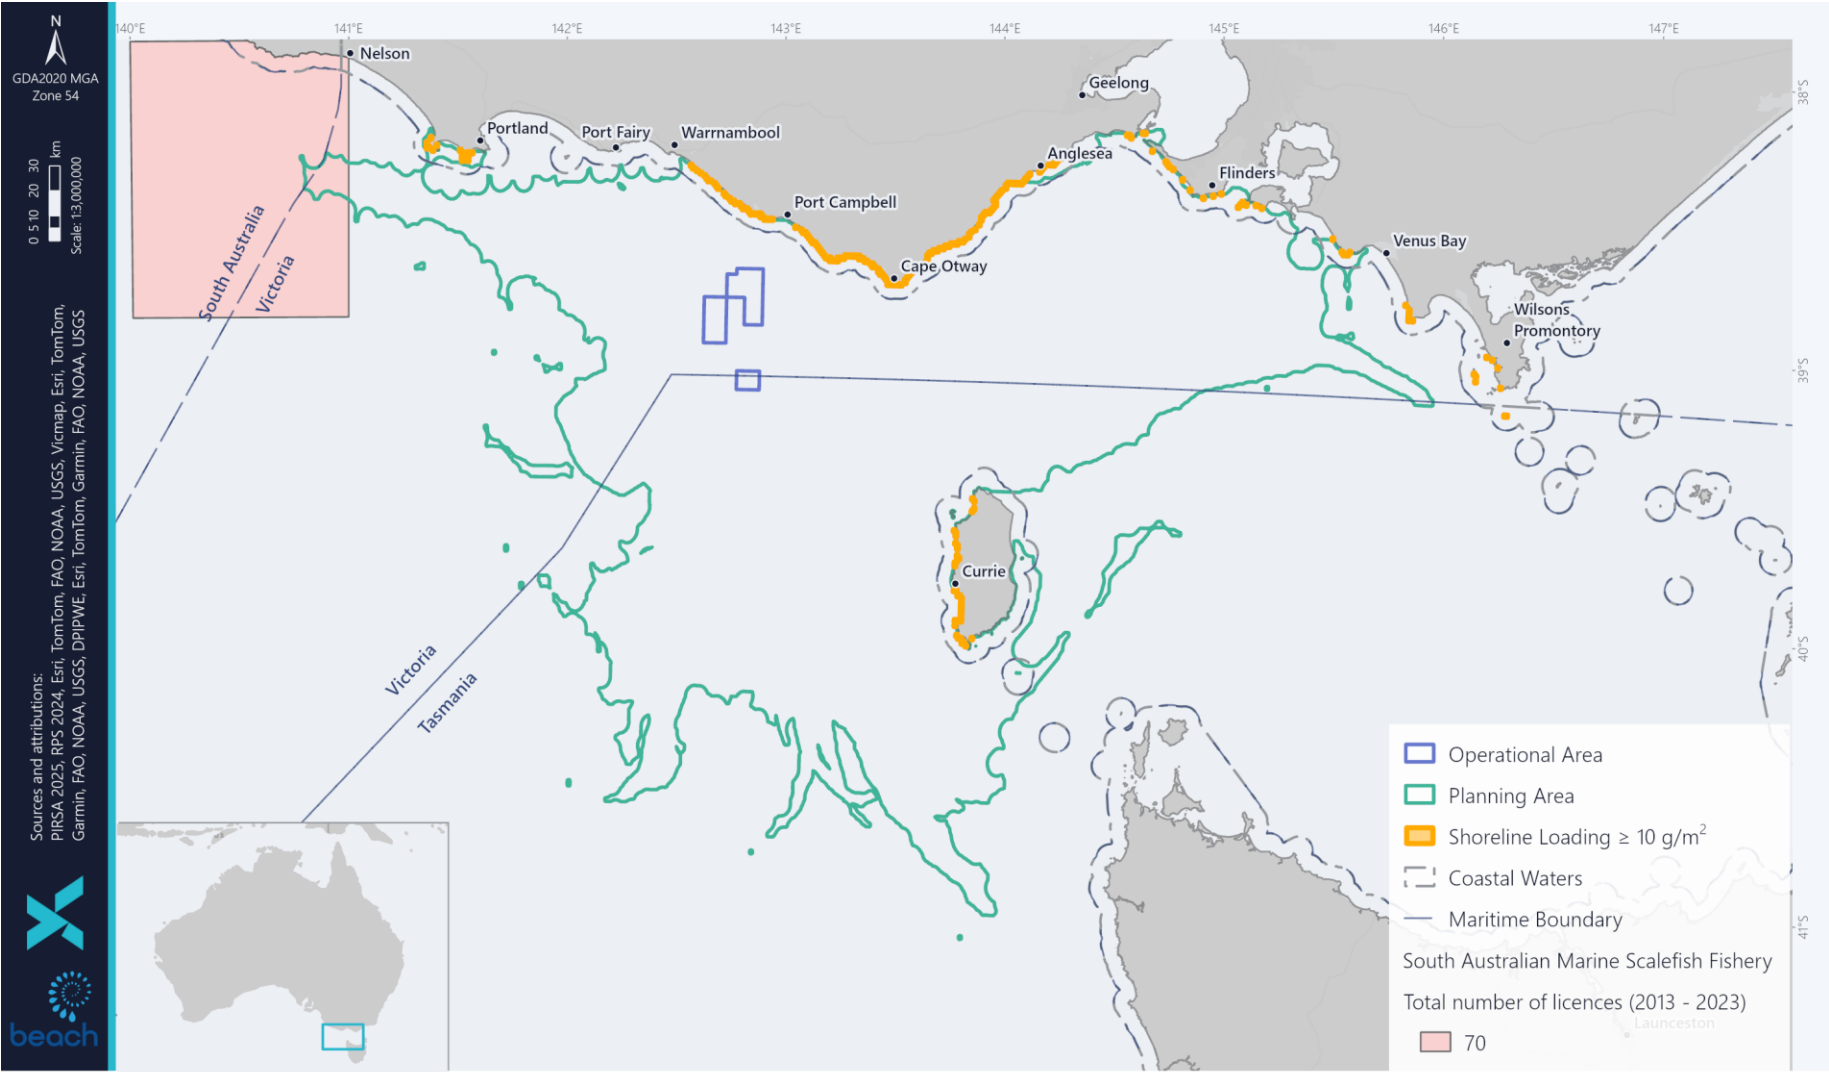 140°E
141°E
142°E
143°E
144°E
145°E
146°E
147°E
N
GDA2020 MGA
Zone 54
0 5 10 20 30 km
Scale: 1:3,000,000
Sources and attributions:
PIRSA 2025, RPS 2024, Esri, TomTom, FAO, NOAA, USGS, Vicmap, Esri, TomTom,
Garmin, FAO, NOAA, USGS, DPIPWE, Esri, TomTom, Garmin, FAO, NOAA, USGS
beach
Nelson
Portland
Port Fairy
Warrnambool
Port Campbell
Cape Otway
Geelong
Anglesea
Flinders
Venus Bay
Wilsons
Promontory
Currie
South Australia
Victoria
Victoria
Tasmania
38°S
39°S
40°S
41°S
Operational Area
Planning Area
Shoreline Loading ≥ 10 g/m²
Coastal Waters
Maritime Boundary
South Australian Marine Scalefish Fishery
Total number of licences (2013 - 2023)
Launceston
70